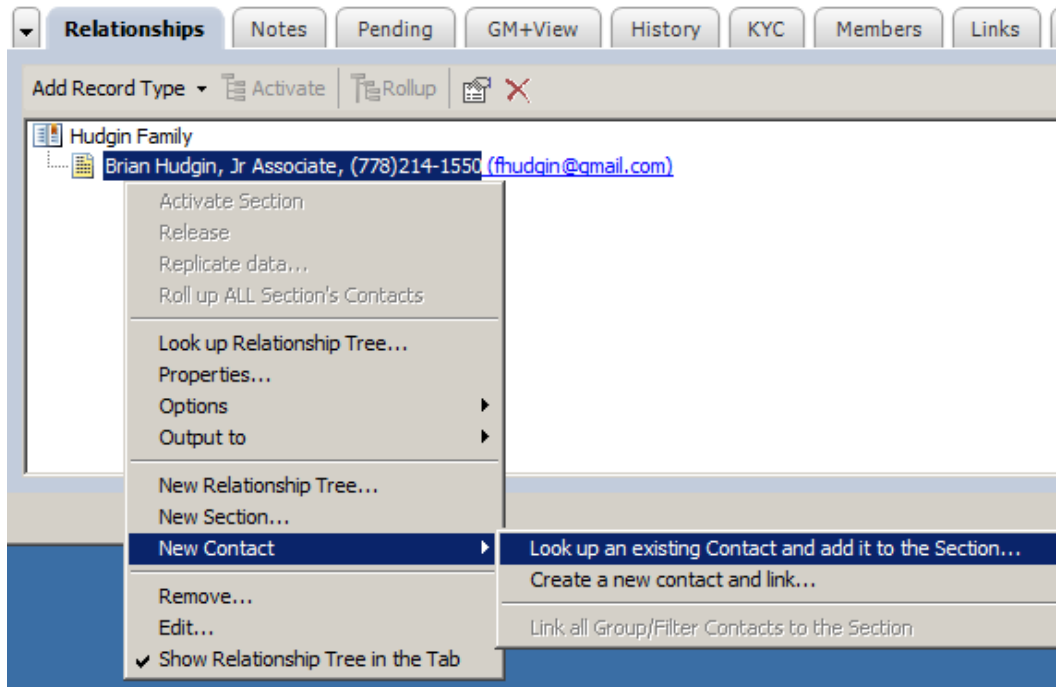 Relationships Notes Pending GM+View History KYC Members Links
Add Record Type Activate Rollup
Hudgin Family
Brian Hudgin, Jr Associate, (778)214-1550 (fhudgin@gmail.com)
Activate Section
Release
Replicate data...
Roll up ALL Section's Contacts
Look up Relationship Tree...
Properties...
Options
Output to
New Relationship Tree...
New Section...
New Contact
Look up an existing Contact and add it to the Section...
Create a new contact and link...
Link all Group/Filter Contacts to the Section
Remove...
Edit...
Show Relationship Tree in the Tab